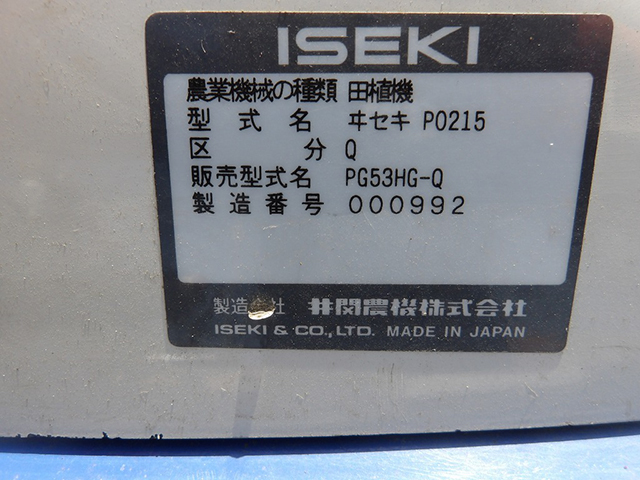 ISEKI
農業機械の種類 田植機
型式名 ヰセキ P0215
区分 Q
販売型式名 PG53HG-Q
製造番号 000992
製造会社 井関農機株式会社
ISEKI & CO.,LTD. MADE IN JAPAN